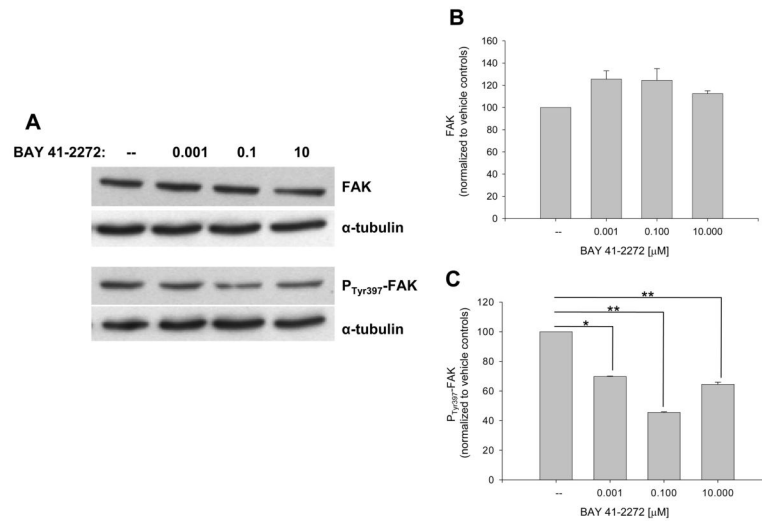 A
BAY 41-2272: -- 0.001 0.1 10
FAK
α-tubulin
P_Tyr397-FAK
α-tubulin
B
160
140
120
100
80
60
40
20
0
FAK
(normalized to vehicle controls)
-- 0.001 0.100 10.000
BAY 41-2272 [µM]
C
120
100
80
60
40
20
0
P_Tyr397-FAK
(normalized to vehicle controls)
**
**
*
-- 0.001 0.100 10.000
BAY 41-2272 [µM]